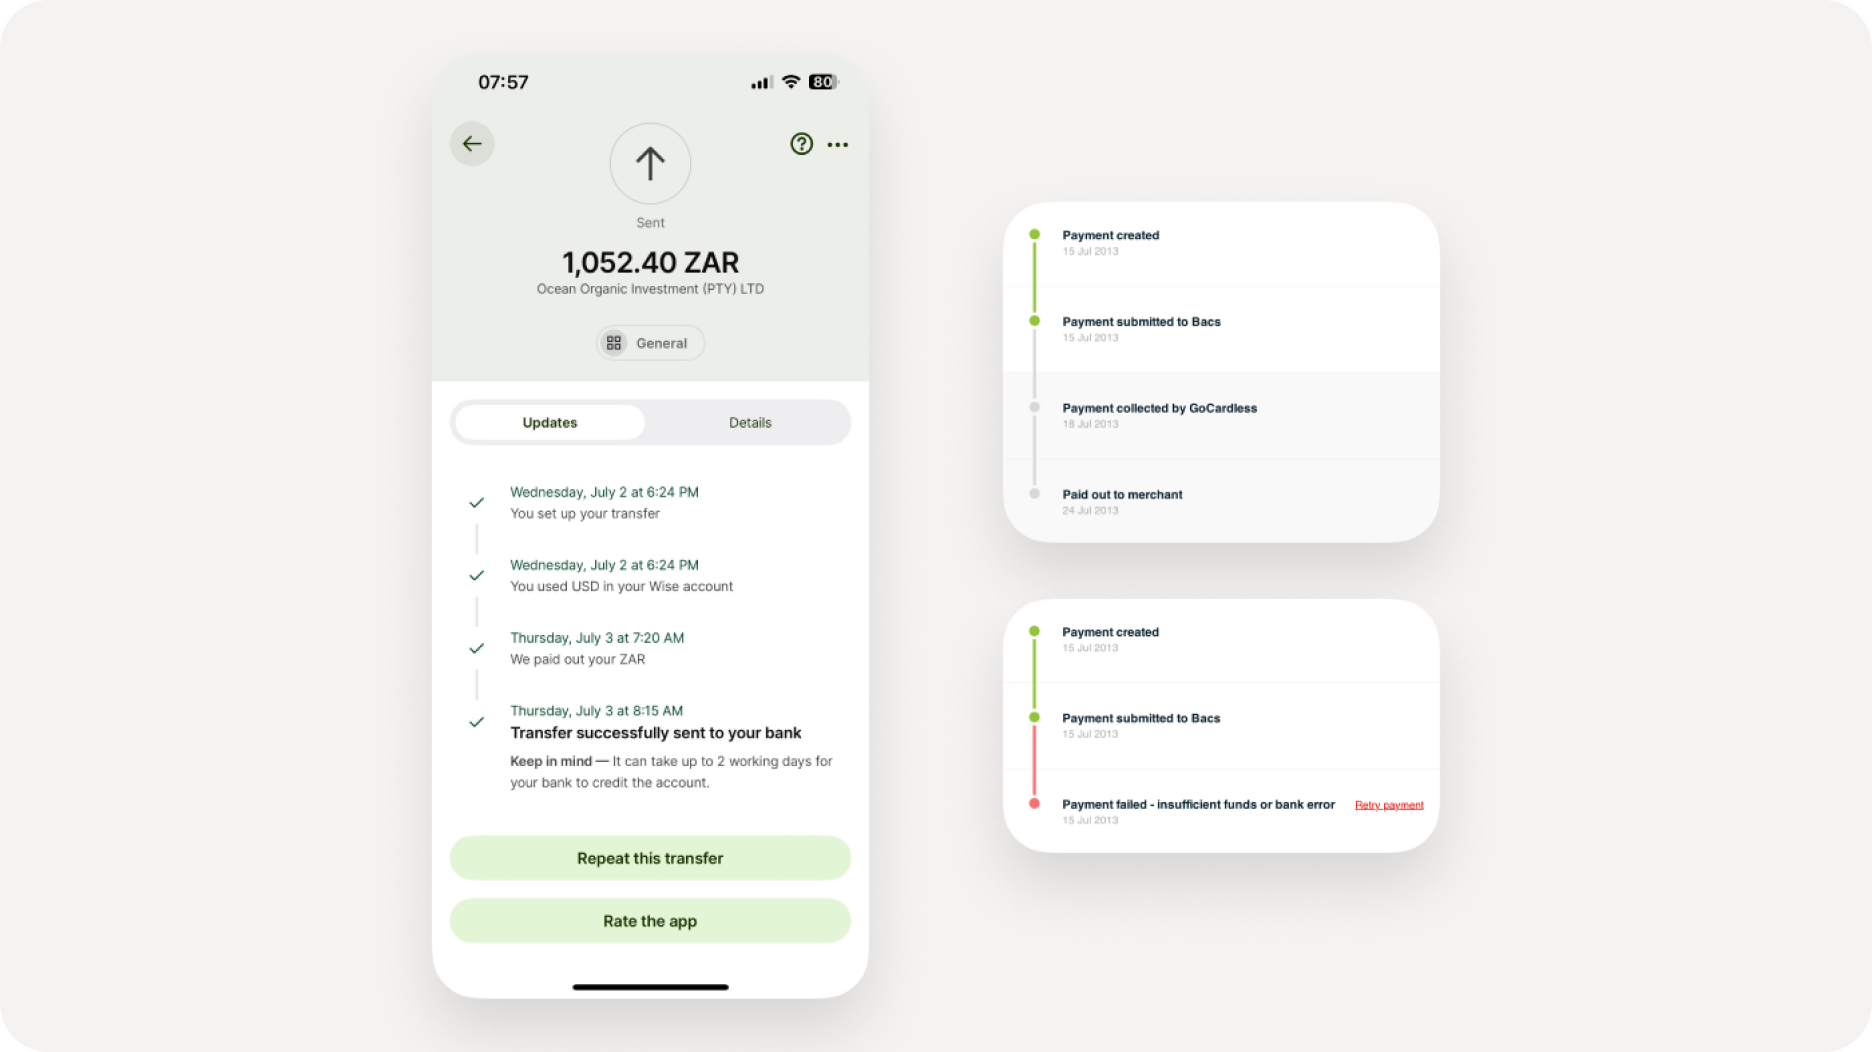 07:57
80
Sent
1,052.40 ZAR
Ocean Organic Investment (PTY) LTD
General
Updates
Details
Wednesday, July 2 at 6:24 PM
You set up your transfer
Wednesday, July 2 at 6:24 PM
You used USD in your Wise account
Thursday, July 3 at 7:20 AM
We paid out your ZAR
Thursday, July 3 at 8:15 AM
Transfer successfully sent to your bank
Keep in mind — It can take up to 2 working days for
your bank to credit the account.
Repeat this transfer
Rate the app
Payment created
15 Jul 2013
Payment submitted to Bacs
15 Jul 2013
Payment collected by GoCardless
18 Jul 2013
Paid out to merchant
24 Jul 2013
Payment created
15 Jul 2013
Payment submitted to Bacs
15 Jul 2013
Payment failed - insufficient funds or bank error
Retry payment
15 Jul 2013